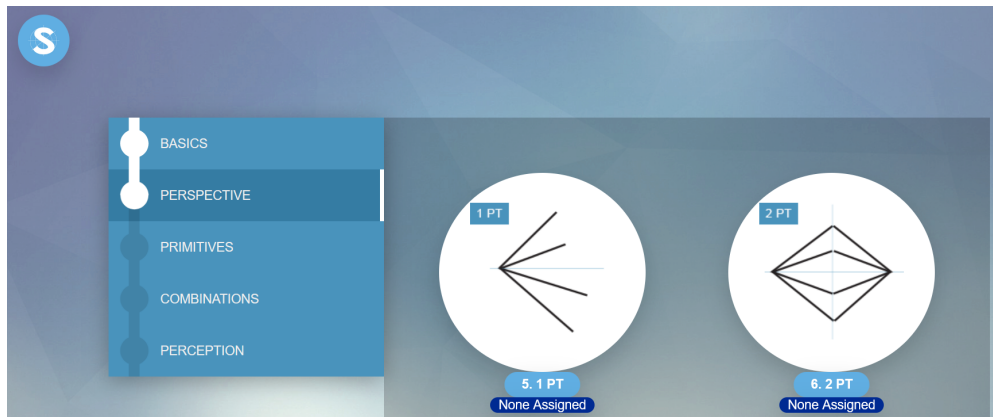 S
BASICS
PERSPECTIVE
PRIMITIVES
COMBINATIONS
PERCEPTION
1 PT
5. 1 PT
None Assigned
2 PT
6. 2 PT
None Assigned